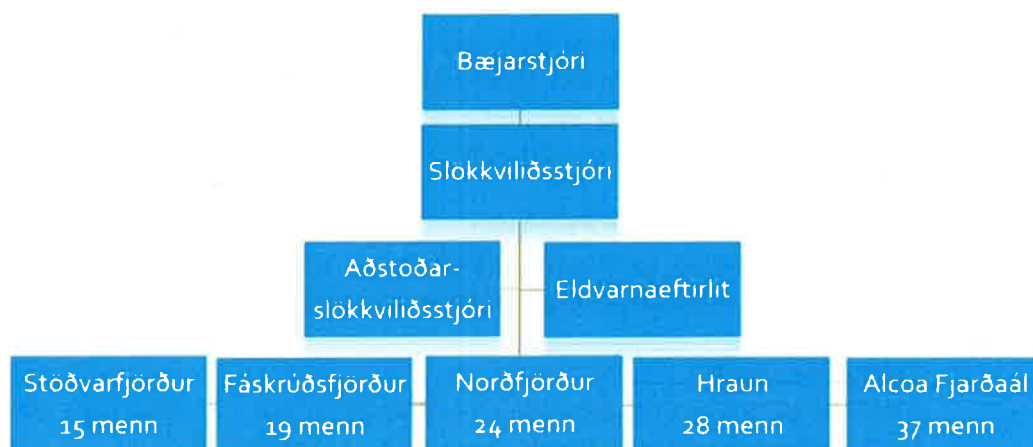 Bæjarstjóri
Slökkviliðsstjóri
Aðstoðar-
slökkviliðsstjóri
Eldvarnaeftirlit
Stöðvarfjörður
15 menn
Fáskrúðsfjörður
19 menn
Norðfjörður
24 menn
Hraun
28 menn
Alcoa Fjarðaál
37 menn